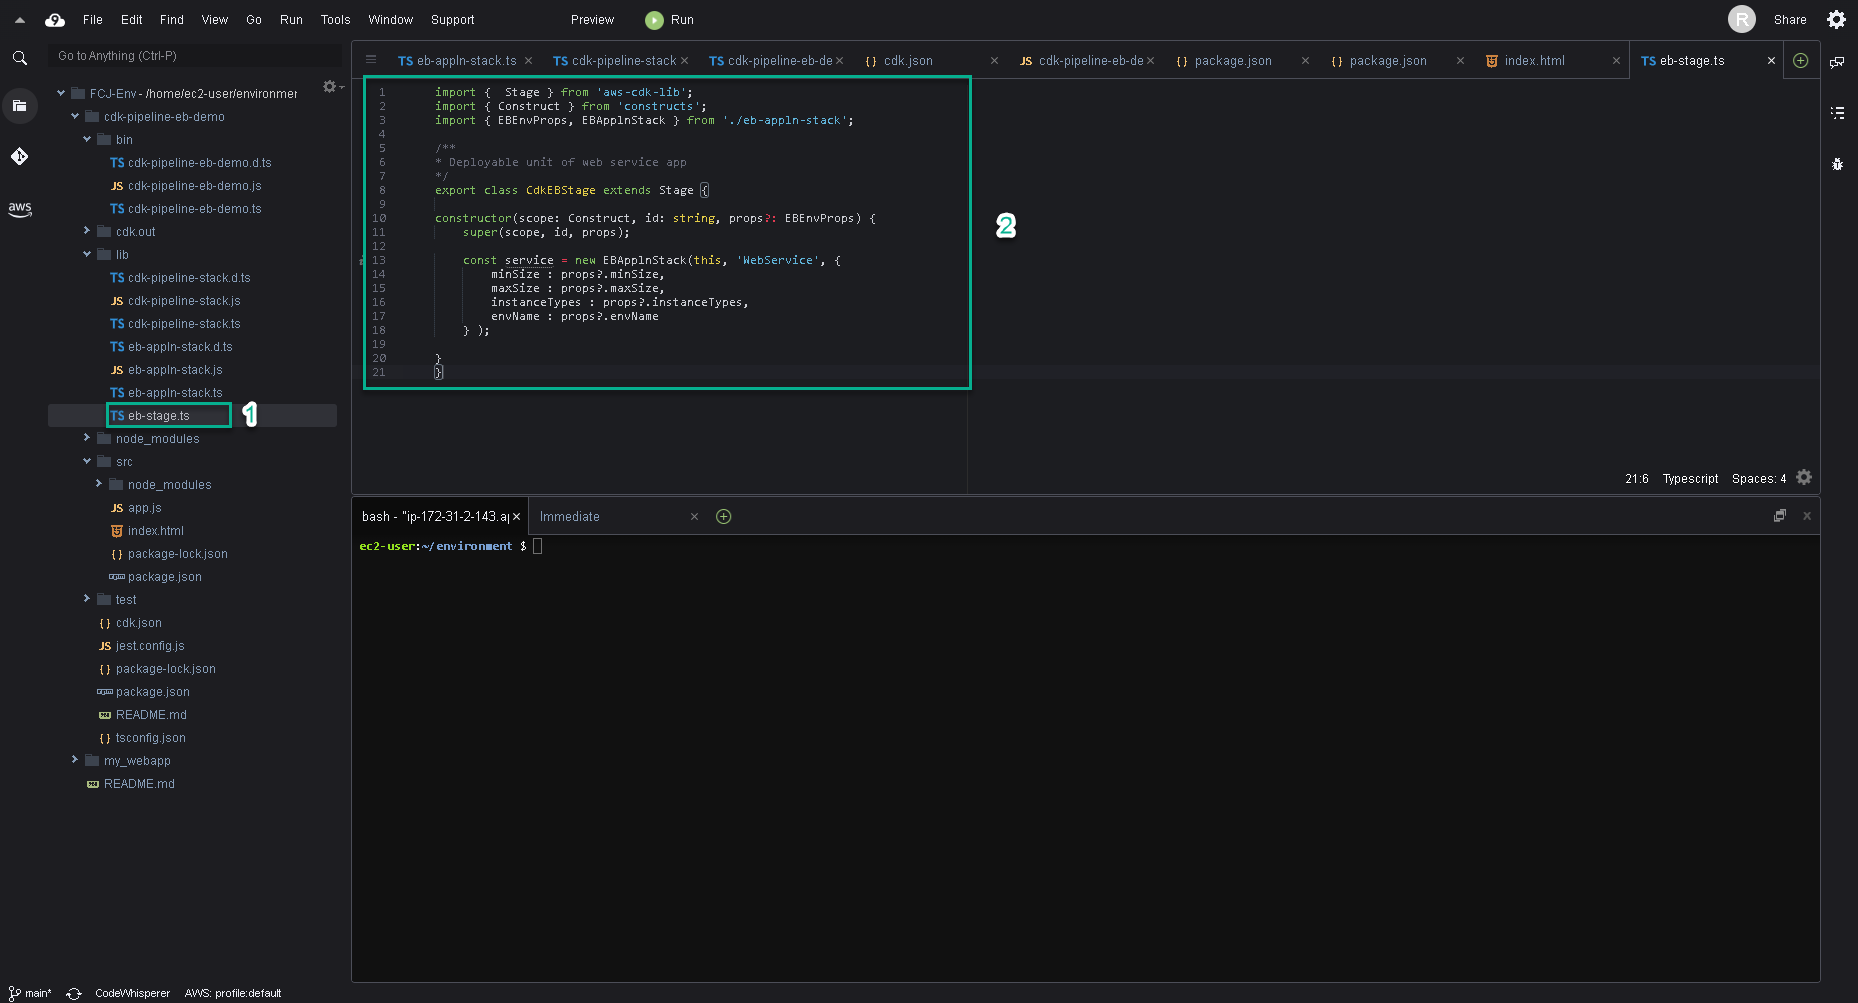 File Edit Find View Go Run Tools Window Support Preview Run R Share
Go to Anything (Ctrl-P)
aws
FCJ-Env - /home/ec2-user/environmer
cdk-pipeline-eb-demo
bin
TS cdk-pipeline-eb-demo.d.ts
JS cdk-pipeline-eb-demo.js
TS cdk-pipeline-eb-demo.ts
cdk.out
lib
TS cdk-pipeline-stack.d.ts
JS cdk-pipeline-stack.js
TS cdk-pipeline-stack.ts
TS eb-appln-stack.d.ts
JS eb-appln-stack.js
TS eb-appln-stack.ts
TS eb-stage.ts 1
node_modules
src
node_modules
JS app.js
index.html
{} package-lock.json
package.json
test
{} cdk.json
JS jest.config.js
{} package-lock.json
package.json
README.md
{} tsconfig.json
my_webapp
README.md
TS eb-appln-stack.ts TS cdk-pipeline-stack TS cdk-pipeline-eb-de {} cdk.json JS cdk-pipeline-eb-de {} package.json {} package.json index.html TS eb-stage.ts
1 import {  Stage } from 'aws-cdk-lib';
2 import { Construct } from 'constructs';
3 import { EBEnvProps, EBApplnStack } from './eb-appln-stack';
4
5 /**
6 * Deployable unit of web service app
7 */
8 export class CdkEBStage extends Stage {
9
10 constructor(scope: Construct, id: string, props?: EBEnvProps) {
11 super(scope, id, props);
12
13 const service = new EBApplnStack(this, 'WebService', {
14 minSize : props?.minSize,
15 maxSize : props?.maxSize,
16 instanceTypes : props?.instanceTypes,
17 envName : props?.envName
18 } );
19
20 }
21 }
2
21:6 Typescript Spaces: 4
bash - "ip-172-31-2-143.ap Immediate
ec2-user:~/environment $
main* CodeWhisperer AWS: profile:default